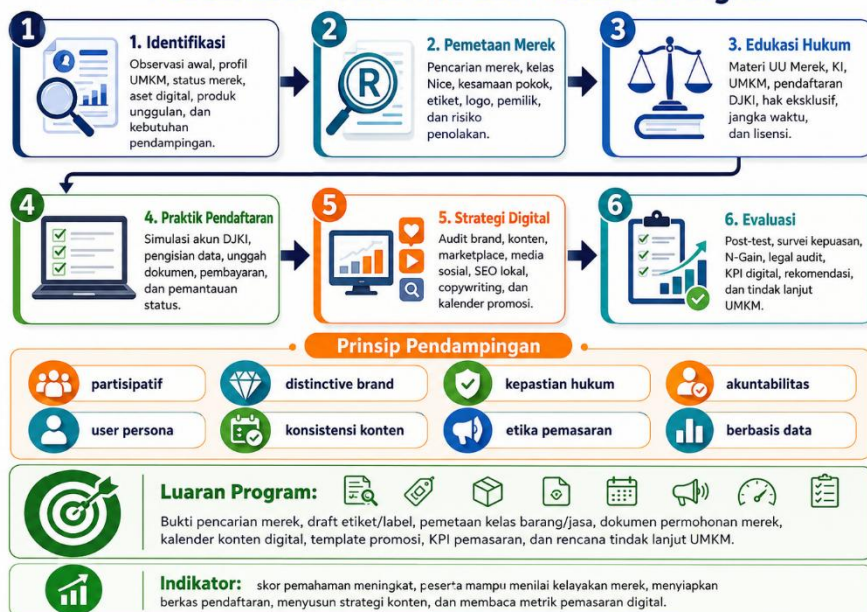 1
1. Identifikasi
Observasi awal, profil
UMKM, status merek,
aset digital, produk
unggulan, dan
kebutuhan
pendampingan.
2
R
2. Pemetaan Merek
Pencarian merek, kelas
Nice, kesamaan pokok,
etiket, logo, pemilik,
dan risiko
penolakan.
3
3. Edukasi Hukum
Materi UU Merek, KI,
UMKM, pendaftaran
DJKI, hak eksklusif,
jangka waktu,
dan lisensi.
4
4. Praktik Pendaftaran
Simulasi akun DJKI,
pengisian data, unggah
dokumen, pembayaran,
dan pemantauan
status.
5
5. Strategi Digital
Audit brand, konten,
marketplace, media
sosial, SEO lokal,
copywriting, dan
kalender promosi.
6
6. Evaluasi
Post-test, survei kepuasan,
N-Gain, legal audit,
KPI digital, rekomendasi,
dan tindak lanjut
UMKM.
Prinsip Pendampingan
partisipatif
distinctive brand
kepastian hukum
akuntabilitas
user persona
konsistensi konten
etika pemasaran
berbasis data
Luaran Program:
Bukti pencarian merek, draft etiket/label, pemetaan kelas barang/jasa, dokumen permohonan merek,
kalender konten digital, template promosi, KPI pemasaran, dan rencana tindak lanjut UMKM.
Indikator: skor pemahaman meningkat, peserta mampu menilai kelayakan merek, menyiapkan
berkas pendaftaran, menyusun strategi konten, dan membaca metrik pemasaran digital.